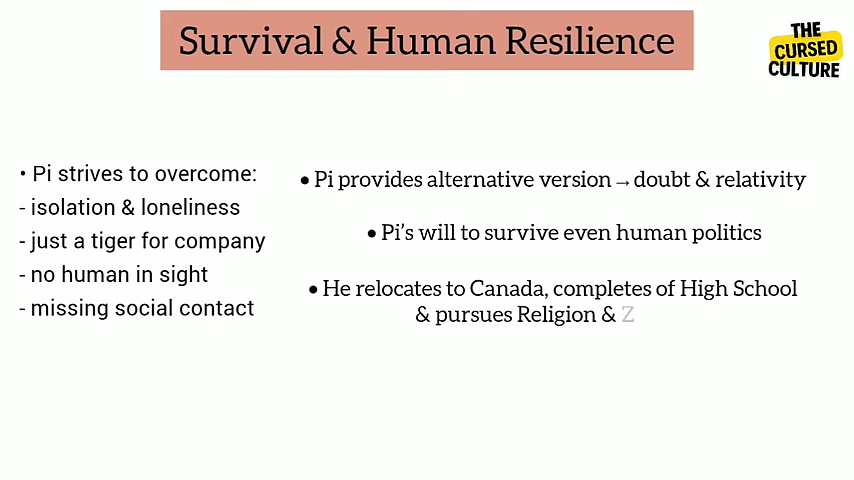 Survival & Human Resilience
THE
CURSED
CULTURE
• Pi strives to overcome:
- isolation & loneliness
- just a tiger for company
- no human in sight
- missing social contact
• Pi provides alternative version→doubt & relativity
• Pi's will to survive even human politics
• He relocates to Canada, completes of High School
& pursues Religion & Z